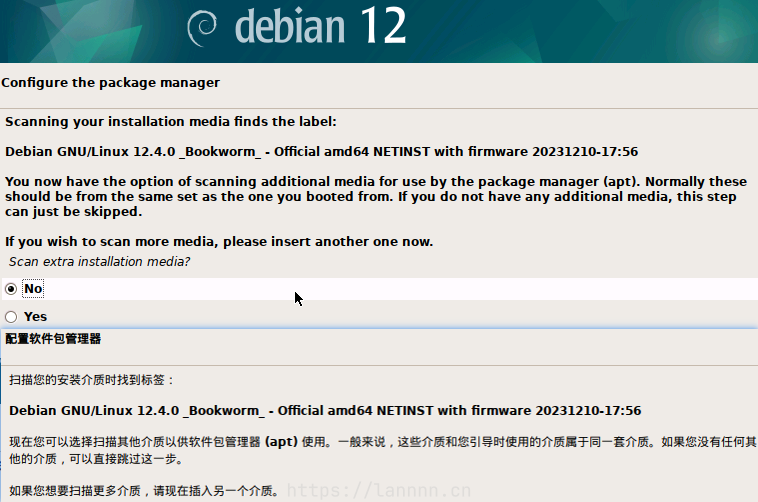 debian 12
Configure the package manager
Scanning your installation media finds the label:
Debian GNU/Linux 12.4.0 _Bookworm_ - Official amd64 NETINST with firmware 20231210-17:56
You now have the option of scanning additional media for use by the package manager (apt). Normally these
should be from the same set as the one you booted from. If you do not have any additional media, this step
can just be skipped.
If you wish to scan more media, please insert another one now.
Scan extra installation media?
No
Yes
配置软件包管理器
扫描您的安装介质时找到标签：
Debian GNU/Linux 12.4.0 _Bookworm_ - Official amd64 NETINST with firmware 20231210-17:56
现在您可以选择扫描其他介质以供软件包管理器 (apt) 使用。一般来说，这些介质和您引导时使用的介质属于同一套介质。如果您没有任何其
他的介质，可以直接跳过这一步。
如果您想要扫描更多介质，请现在插入另一个介质。
https://lannnn.cn